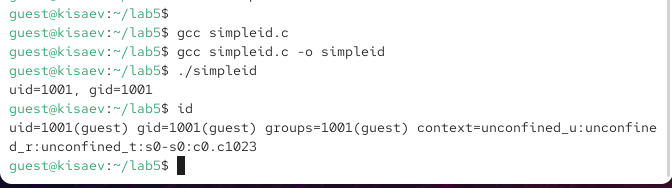 guest@kisaev:~/lab5$
guest@kisaev:~/lab5$ gcc simpleid.c
guest@kisaev:~/lab5$ gcc simpleid.c -o simpleid
guest@kisaev:~/lab5$ ./simpleid
uid=1001, gid=1001
guest@kisaev:~/lab5$ id
uid=1001(guest) gid=1001(guest) groups=1001(guest) context=unconfined_u:unconfine
d_r:unconfined_t:s0-s0:c0.c1023
guest@kisaev:~/lab5$